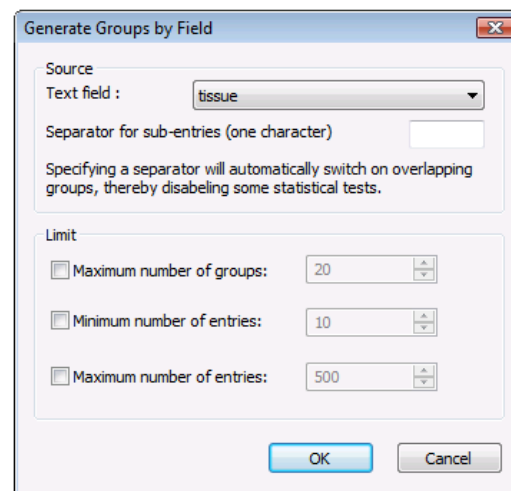 Generate Groups by Field
Source
Text field :
tissue
Separator for sub-entries (one character)
Specifying a separator will automatically switch on overlapping
groups, thereby disabeling some statistical tests.
Limit
Maximum number of groups:
20
Minimum number of entries:
10
Maximum number of entries:
500
OK
Cancel